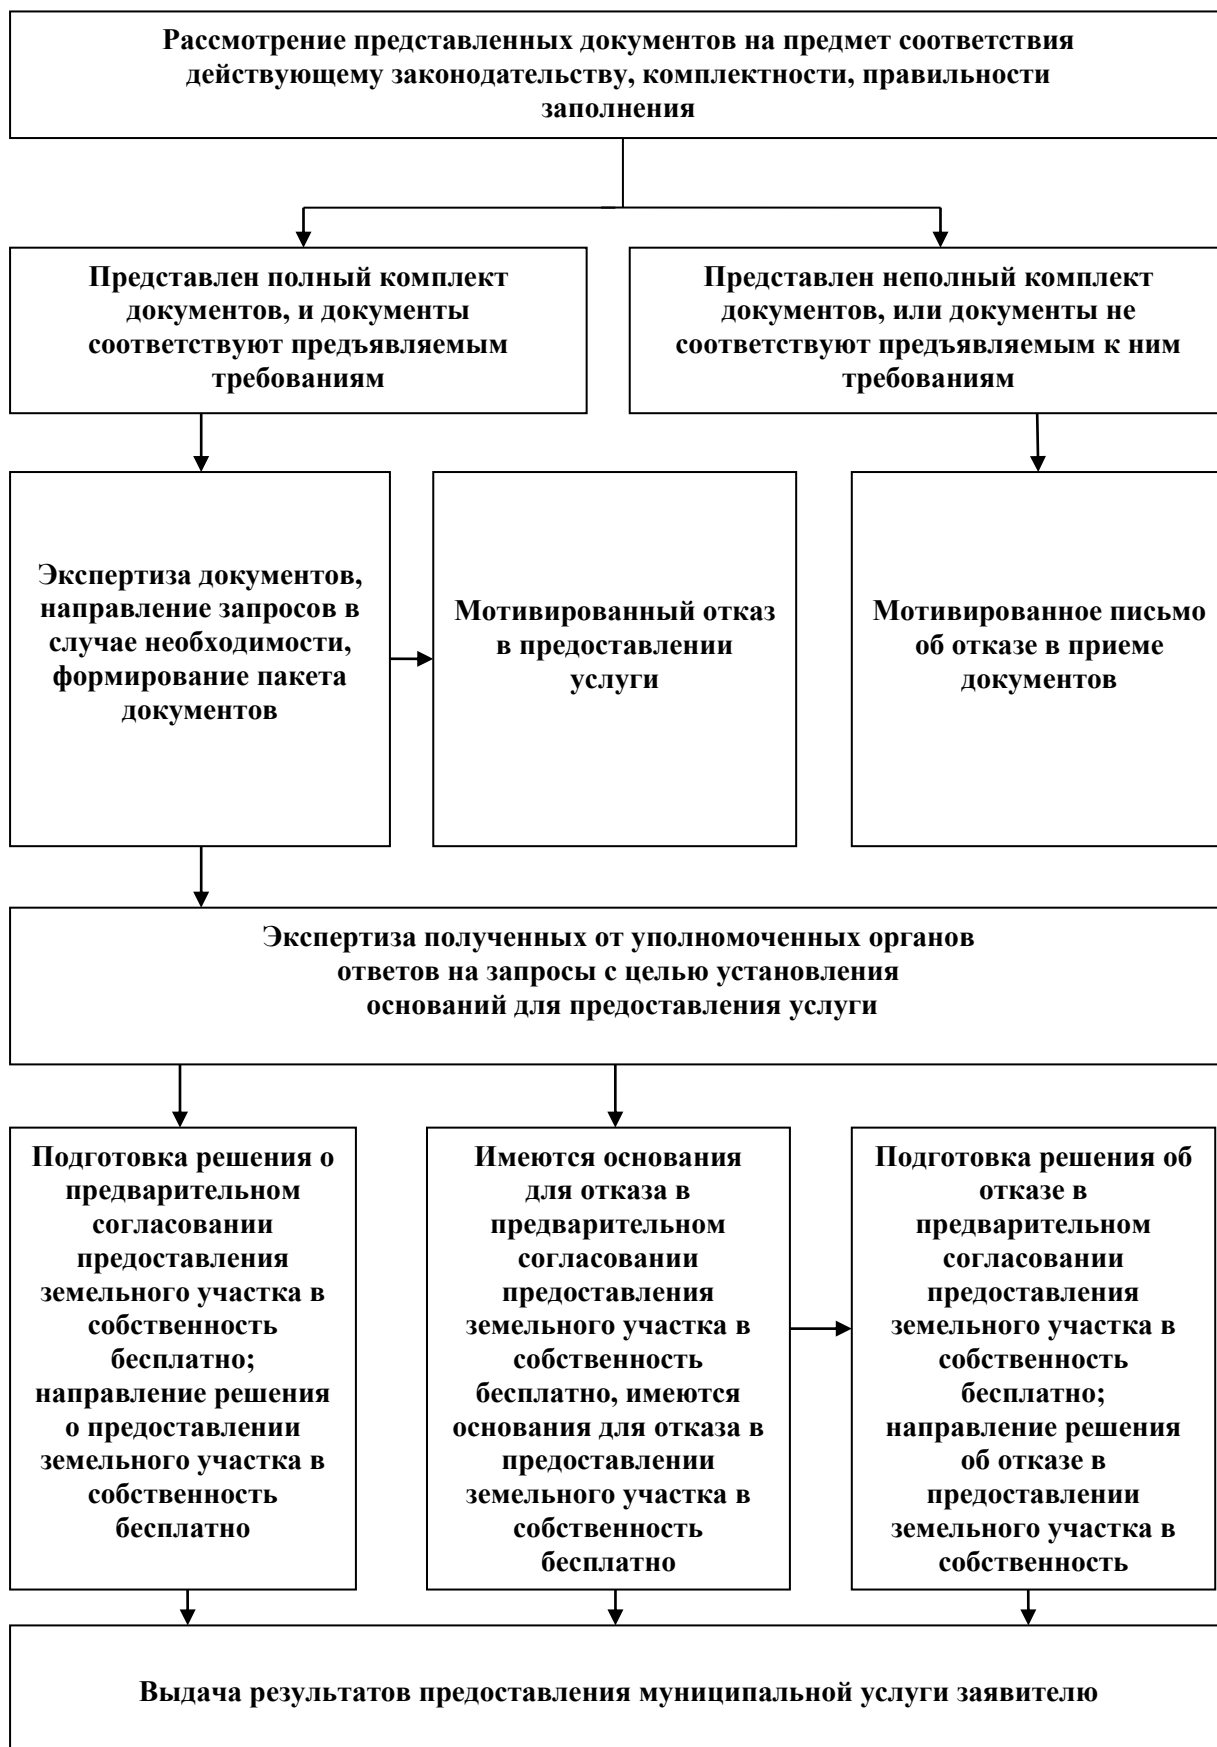 Рассмотрение представленных документов на предмет соответствия
действующему законодательству, комплектности, правильности
заполнения
Представлен полный комплект
документов, и документы
соответствуют предъявляемым
требованиям
Представлен неполный комплект
документов, или документы не
соответствуют предъявляемым к ним
требованиям
Экспертиза документов,
направление запросов в
случае необходимости,
формирование пакета
документов
Мотивированный отказ
в предоставлении
услуги
Мотивированное письмо
об отказе в приеме
документов
Экспертиза полученных от уполномоченных органов
ответов на запросы с целью установления
оснований для предоставления услуги
Подготовка решения о
предварительном
согласовании
предоставления
земельного участка в
собственность
бесплатно;
направление решения
о предоставлении
земельного участка в
собственность
бесплатно
Имеются основания
для отказа в
предварительном
согласовании
предоставления
земельного участка в
собственность
бесплатно, имеются
основания для отказа в
предоставлении
земельного участка в
собственность
бесплатно
Подготовка решения об
отказе в
предварительном
согласовании
предоставления
земельного участка в
собственность
бесплатно;
направление решения
об отказе в
предоставлении
земельного участка в
собственность
Выдача результатов предоставления муниципальной услуги заявителю